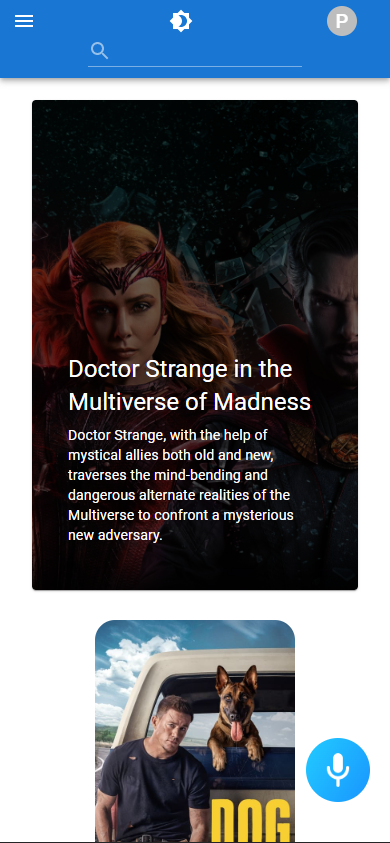 P
Doctor Strange in the
Multiverse of Madness
Doctor Strange, with the help of
mystical allies both old and new,
traverses the mind-bending and
dangerous alternate realities of the
Multiverse to confront a mysterious
new adversary.
DOG